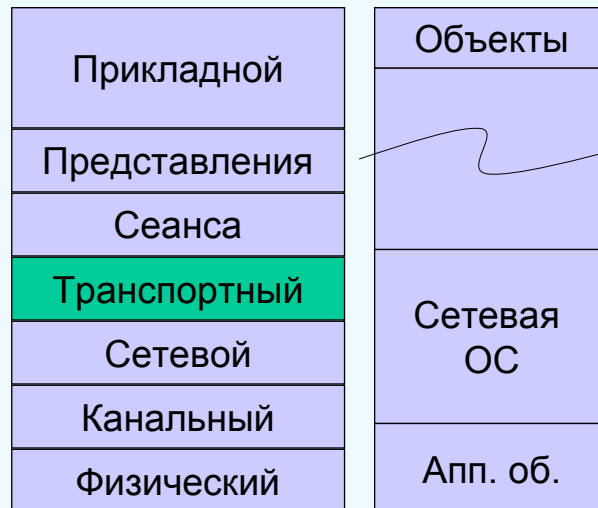 Прикладной
Представления
Сеанса
Транспортный
Сетевой
Канальный
Физический
Объекты
Сетевая
ОС
Апп. об.